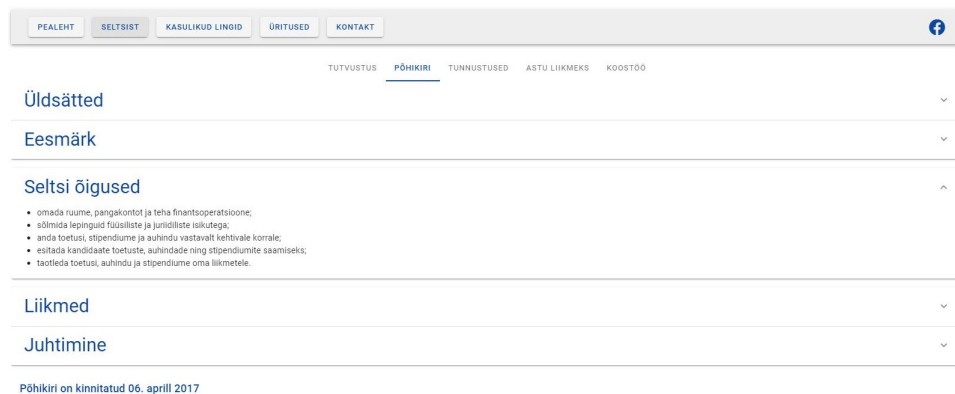 PEALEHT SELTSIST KASULIKUD LINGID ÜRITUSED KONTAKT
TUTVUSTUS PÕHIKIRI TUNNUSTUSED ASTU LIIKMEKS KOOSTÖÖ
Üldsätted
Eesmärk
Seltsi õigused
• omada ruume, pangakontot ja teha finantsoperatsioone;
• sõlmida lepinguid füüsiliste ja juriidiliste isikutega;
• anda toetusi, stipendiume ja auhindu vastavalt kehtivale korrale;
• esitada kandidaate toetuste, auhindade ning stipendiumite saamiseks;
• taotleda toetusi, auhindu ja stipendiume oma liikmetele.
Liikmed
Juhtimine
Põhikiri on kinnitatud 06. aprill 2017